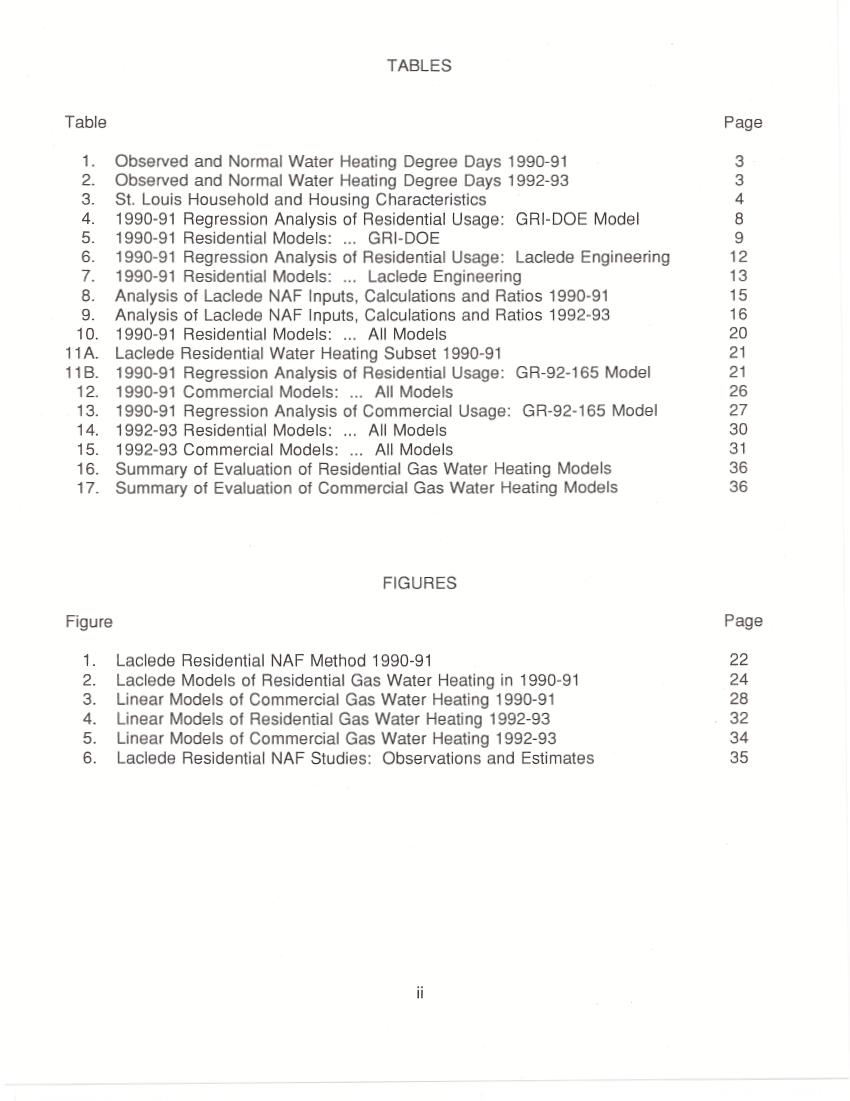 TABLES
Table Page
1. Observed and Normal Water Heating Degree Days 1990-91 3
2. Observed and Normal Water Heating Degree Days 1992-93 3
3. St. Louis Household and Housing Characteristics 4
4. 1990-91 Regression Analysis of Residential Usage: GRI-DOE Model 8
5. 1990-91 Residential Models: ... GRI-DOE 9
6. 1990-91 Regression Analysis of Residential Usage: Laclede Engineering 12
7. 1990-91 Residential Models: ... Laclede Engineering 13
8. Analysis of Laclede NAF Inputs, Calculations and Ratios 1990-91 15
9. Analysis of Laclede NAF Inputs, Calculations and Ratios 1992-93 16
10. 1990-91 Residential Models: ... All Models 20
11A. Laclede Residential Water Heating Subset 1990-91 21
11B. 1990-91 Regression Analysis of Residential Usage: GR-92-165 Model 21
12. 1990-91 Commercial Models: ... All Models 26
13. 1990-91 Regression Analysis of Commercial Usage: GR-92-165 Model 27
14. 1992-93 Residential Models: ... All Models 30
15. 1992-93 Commercial Models: ... All Models 31
16. Summary of Evaluation of Residential Gas Water Heating Models 36
17. Summary of Evaluation of Commercial Gas Water Heating Models 36
FIGURES
Figure Page
1. Laclede Residential NAF Method 1990-91 22
2. Laclede Models of Residential Gas Water Heating in 1990-91 24
3. Linear Models of Commercial Gas Water Heating 1990-91 28
4. Linear Models of Residential Gas Water Heating 1992-93 32
5. Linear Models of Commercial Gas Water Heating 1992-93 34
6. Laclede Residential NAF Studies: Observations and Estimates 35
ii